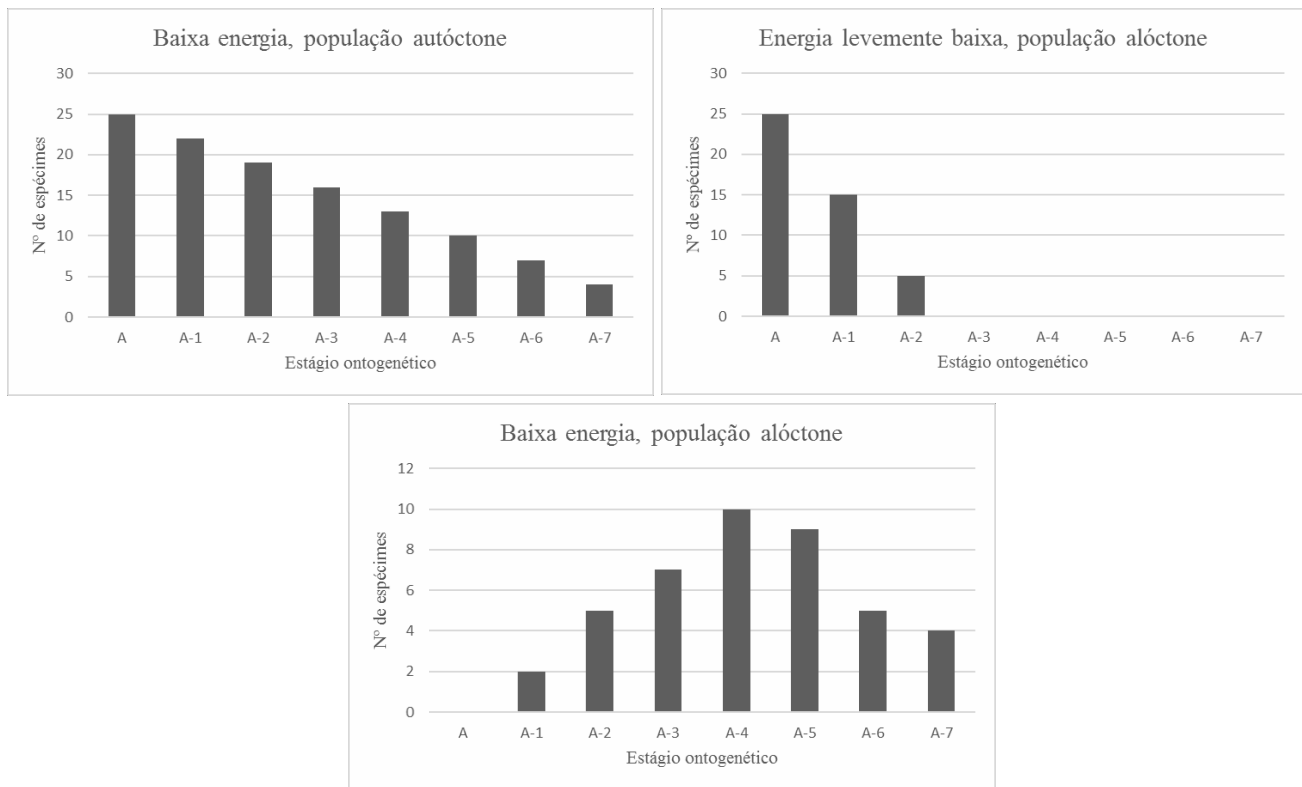 Baixa energia, população autóctone
30
25
20
15
10
5
0
Nº de espécimes
A A-1 A-2 A-3 A-4 A-5 A-6 A-7
Estágio ontogenético
Energia levemente baixa, população alóctone
30
25
20
15
10
5
0
Nº de espécimes
A A-1 A-2 A-3 A-4 A-5 A-6 A-7
Estágio ontogenético
Baixa energia, população alóctone
12
10
8
6
4
2
0
Nº de espécimes
A A-1 A-2 A-3 A-4 A-5 A-6 A-7
Estágio ontogenético